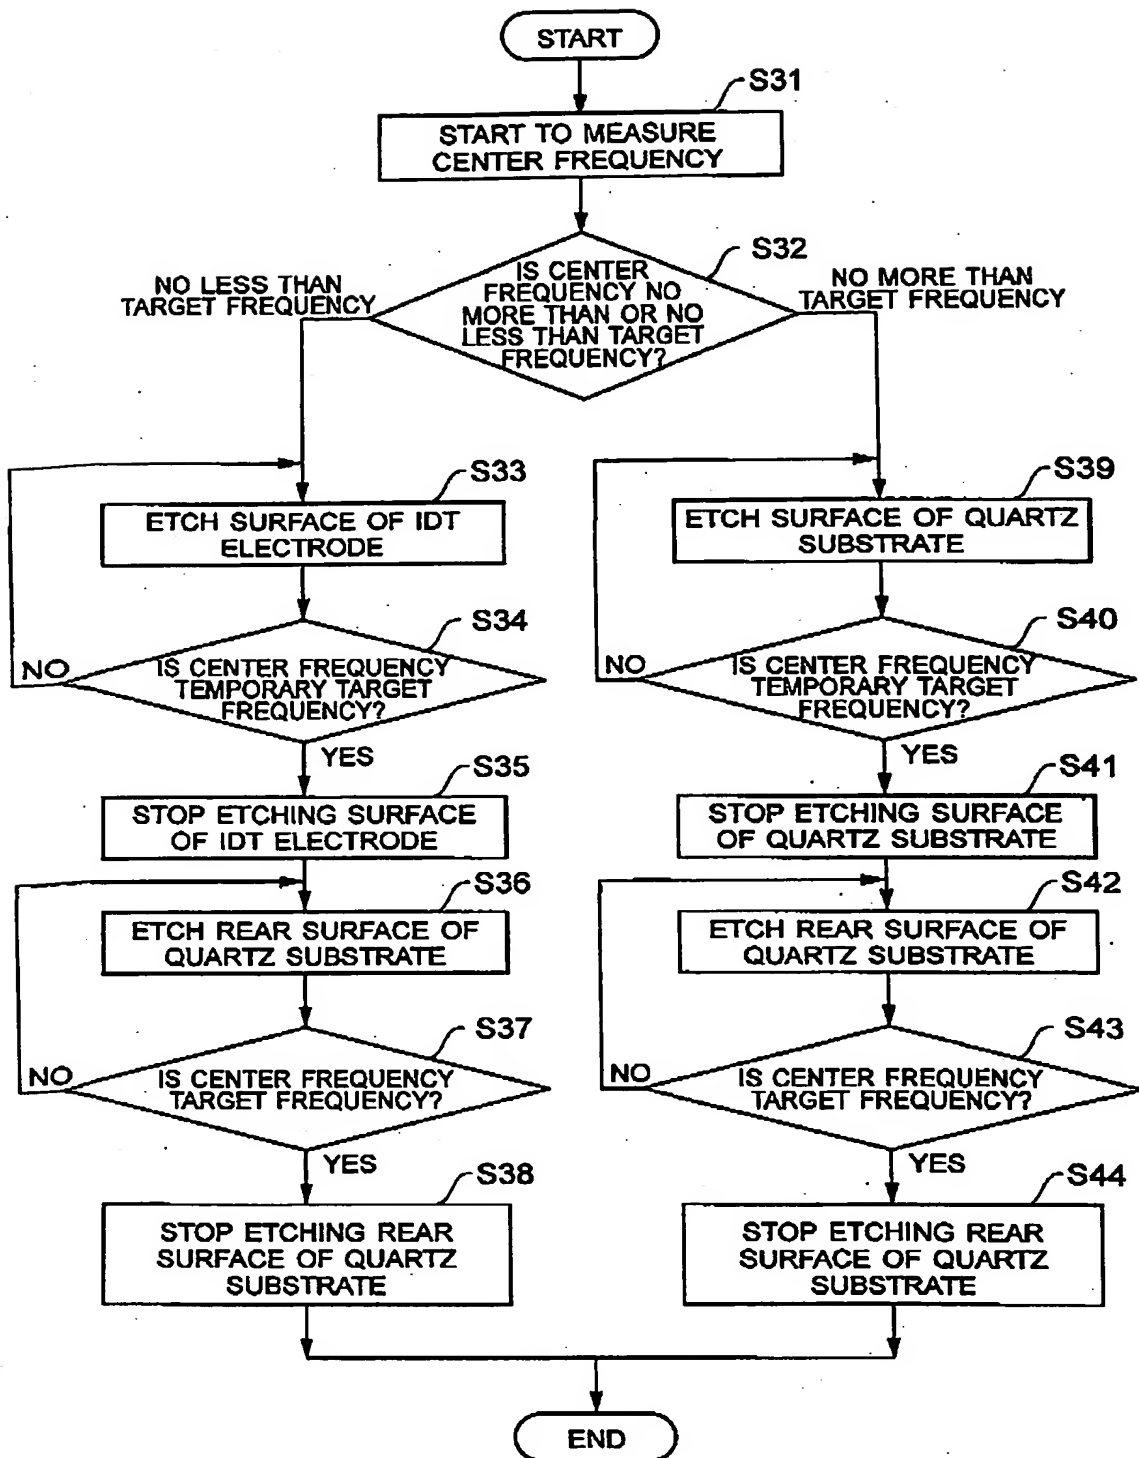 START
S31
START TO MEASURE
CENTER FREQUENCY
S32
IS CENTER
FREQUENCY NO
MORE THAN OR NO
LESS THAN TARGET
FREQUENCY?
NO LESS THAN
TARGET FREQUENCY
NO MORE THAN
TARGET FREQUENCY
S33
ETCH SURFACE OF IDT
ELECTRODE
S34
IS CENTER FREQUENCY
TEMPORARY TARGET
FREQUENCY?
NO
YES
S35
STOP ETCHING SURFACE
OF IDT ELECTRODE
S36
ETCH REAR SURFACE OF
QUARTZ SUBSTRATE
S37
IS CENTER FREQUENCY
TARGET FREQUENCY?
NO
YES
S38
STOP ETCHING REAR
SURFACE OF QUARTZ
SUBSTRATE
S39
ETCH SURFACE OF QUARTZ
SUBSTRATE
S40
IS CENTER FREQUENCY
TEMPORARY TARGET
FREQUENCY?
NO
YES
S41
STOP ETCHING SURFACE
OF QUARTZ SUBSTRATE
S42
ETCH REAR SURFACE OF
QUARTZ SUBSTRATE
S43
IS CENTER FREQUENCY
TARGET FREQUENCY?
NO
YES
S44
STOP ETCHING REAR
SURFACE OF QUARTZ
SUBSTRATE
END